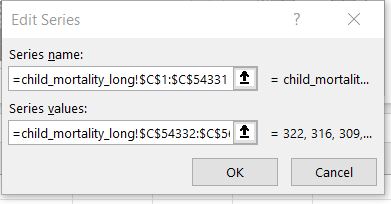 Edit Series
? ×
Series name:
=child_mortality_long!$C$1:$C$54331 = child_mortalit...
Series values:
=child_mortality_long!$C$54332:$C$5 = 322, 316, 309,...
OK Cancel